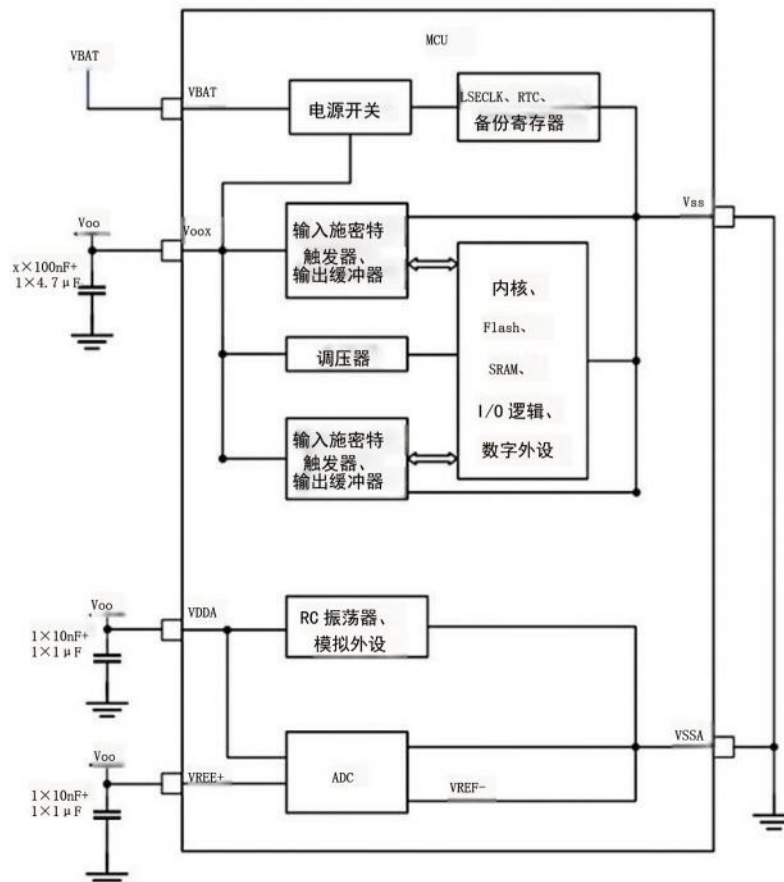 MCU
VBAT
VBAT
电源开关
LSECLK、RTC、
备份寄存器
Voo
Voox
x×100nF+
1×4.7μF
输入施密特
触发器、
输出缓冲器
Vss
内核、
Flash、
SRAM、
I/O 逻辑、
数字外设
调压器
输入施密特
触发器、
输出缓冲器
Voo
VDDA
1×10nF+
1×1μF
RC 振荡器、
模拟外设
Voo
VREE+
1×10nF+
1×1μF
ADC
VREF-
VSSA